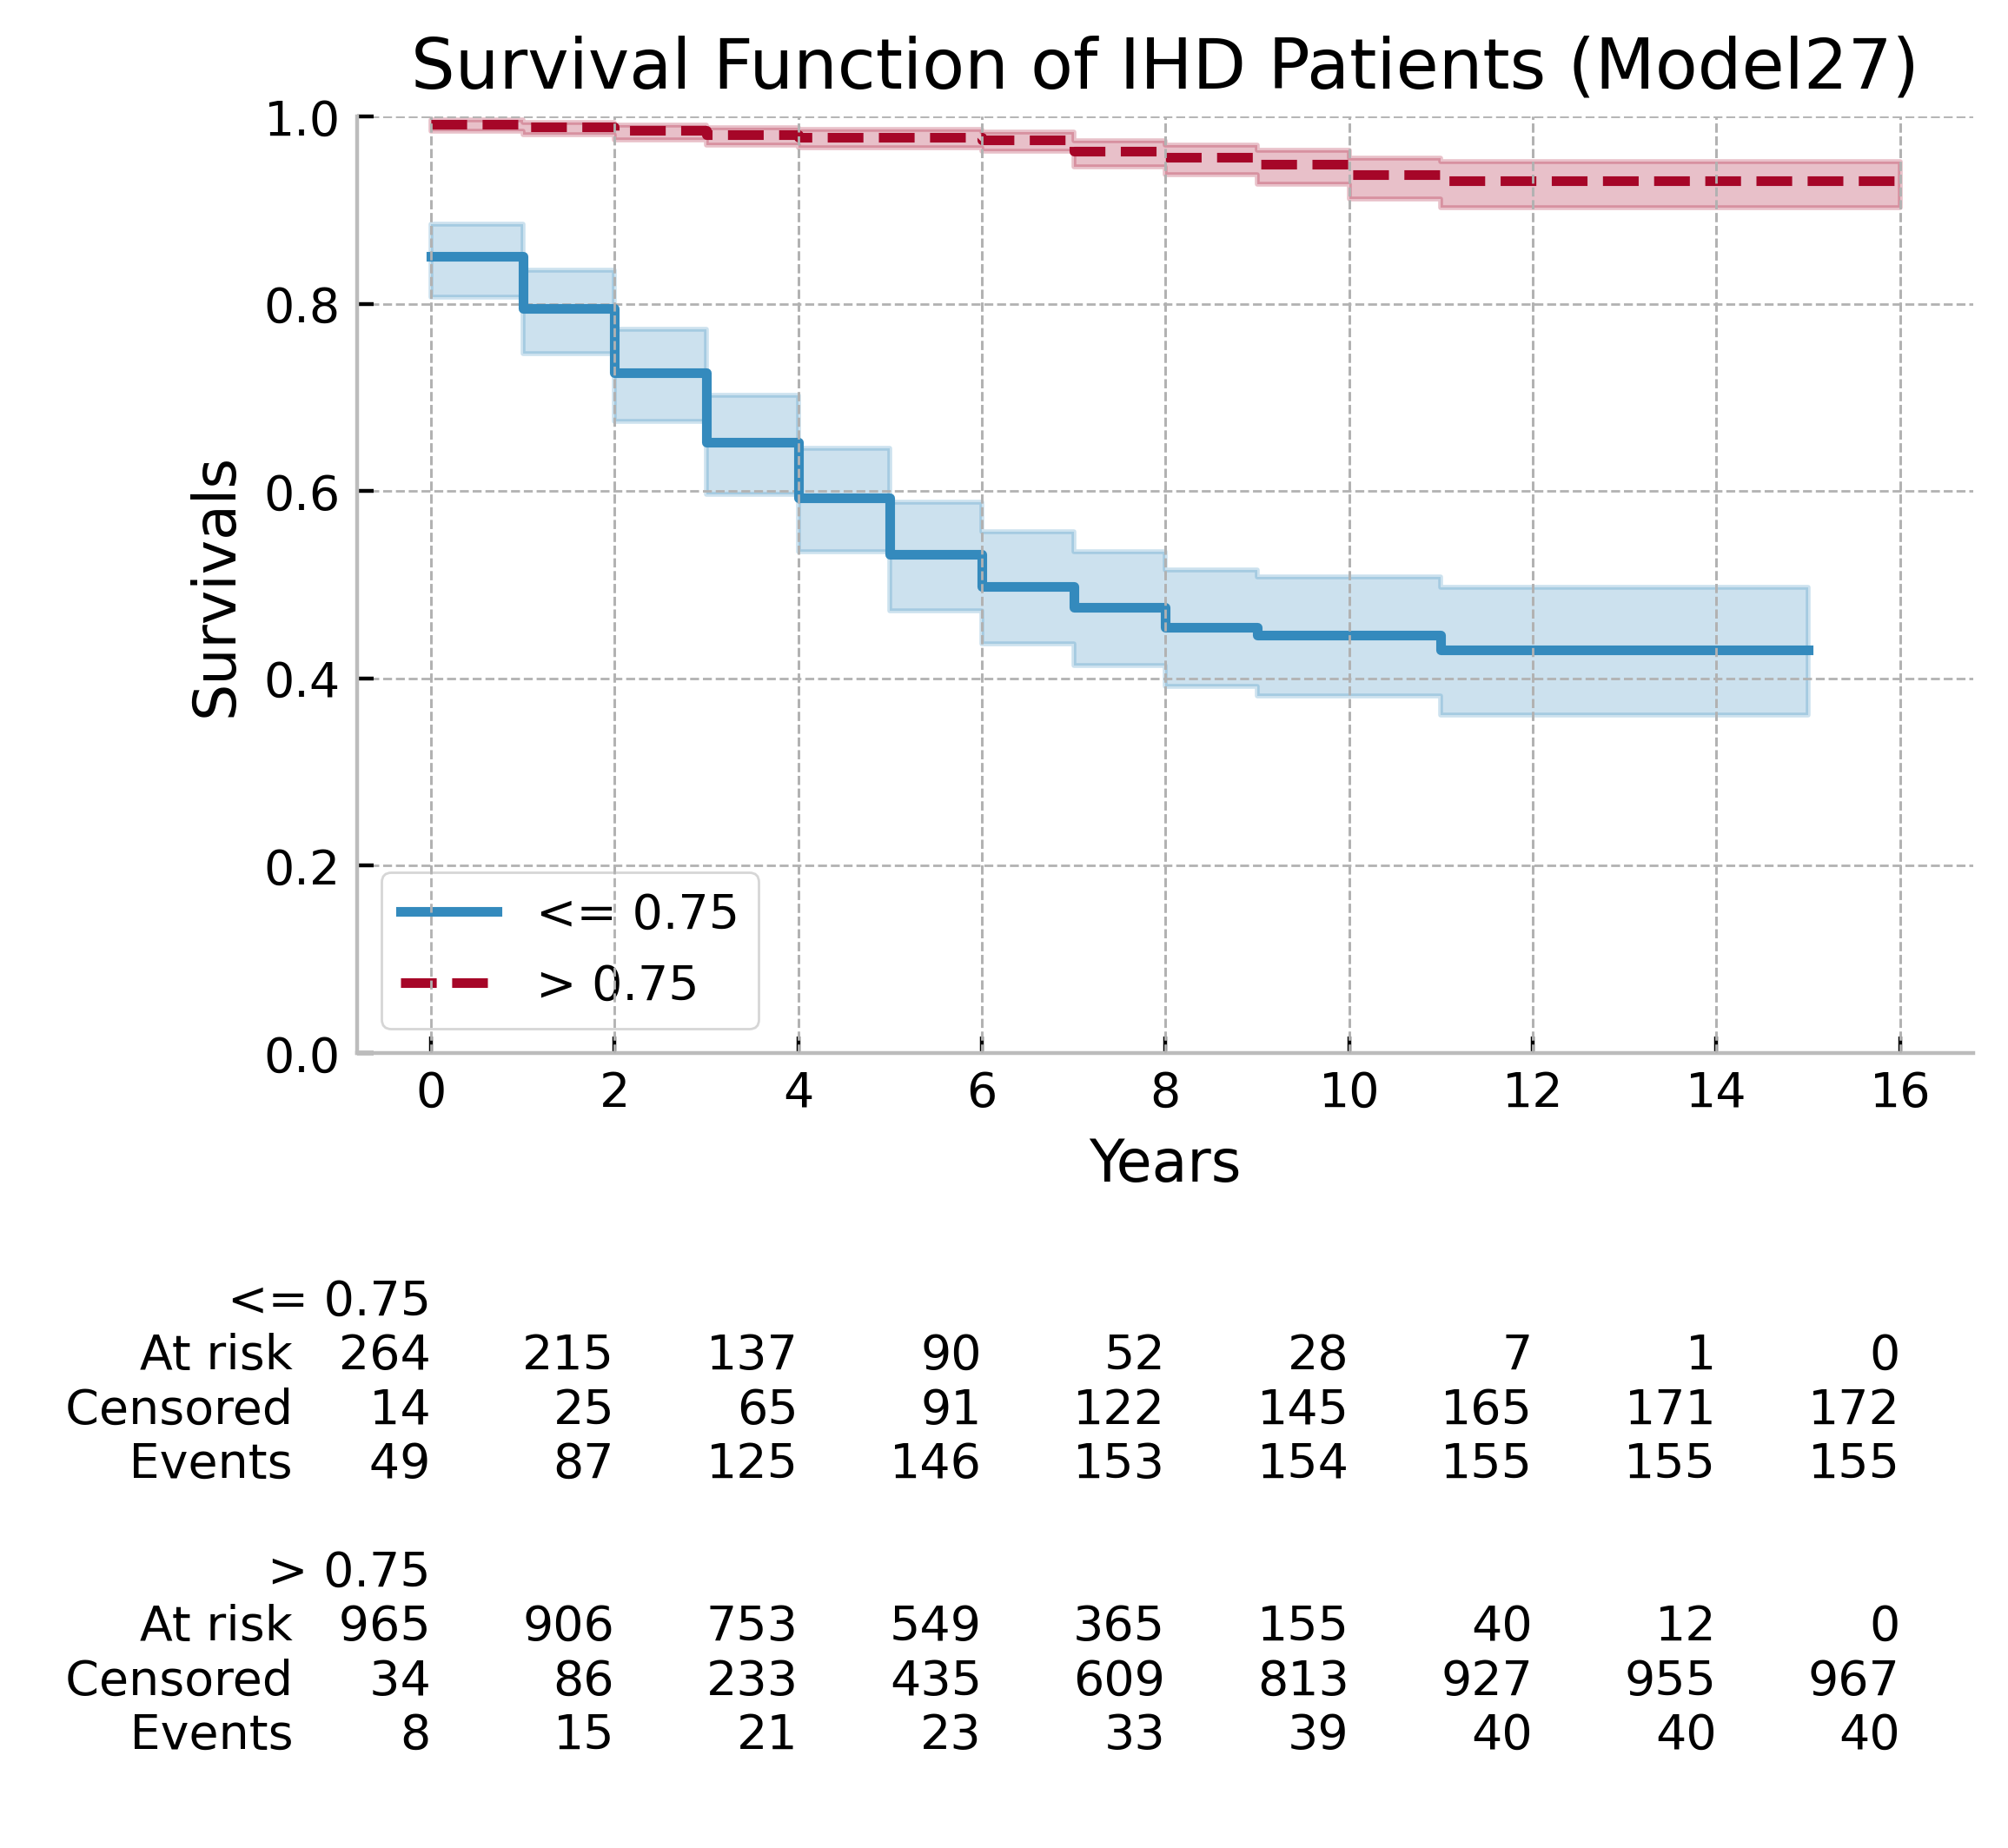 Survival Function of IHD Patients (Model27)
1.0
0.8
0.6
0.4
0.2
0.0
Survivals
<= 0.75
> 0.75
0 2 4 6 8 10 12 14 16
Years
<= 0.75
At risk 264 215 137 90 52 28 7 1 0
Censored 14 25 65 91 122 145 165 171 172
Events 49 87 125 146 153 154 155 155 155
> 0.75
At risk 965 906 753 549 365 155 40 12 0
Censored 34 86 233 435 609 813 927 955 967
Events 8 15 21 23 33 39 40 40 40